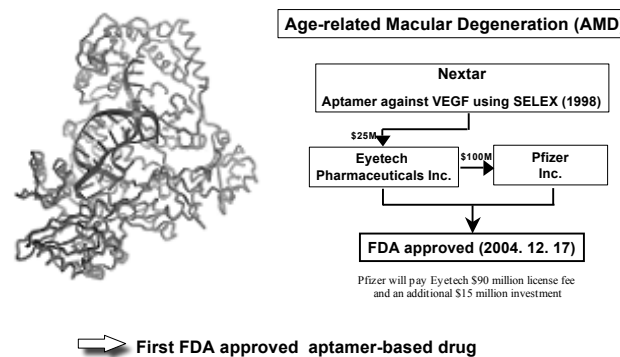 Age-related Macular Degeneration (AMD
Nextar
Aptamer against VEGF using SELEX (1998)
$25M
Eyetech
Pharmaceuticals Inc.
$100M
Pfizer
Inc.
FDA approved (2004. 12. 17)
Pfizer will pay Eyetech $90 million license fee
and an additional $15 million investment
First FDA approved aptamer-based drug